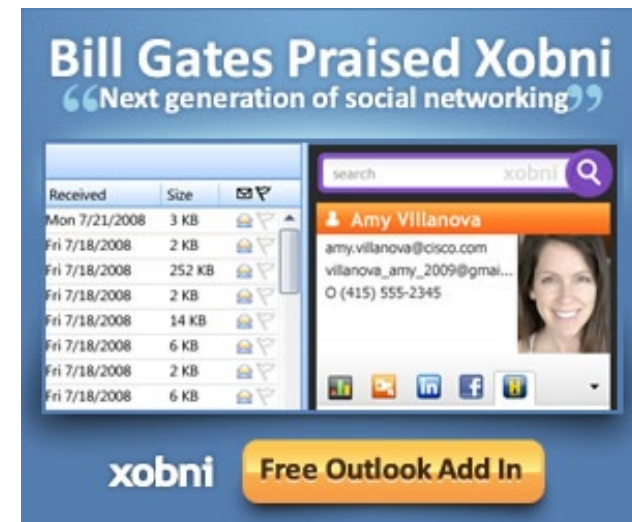 Bill Gates Praised Xobni
“Next generation of social networking”
search xobni
Received Size
Mon 7/21/2008 3 KB
Fri 7/18/2008 2 KB
Fri 7/18/2008 252 KB
Fri 7/18/2008 2 KB
Fri 7/18/2008 14 KB
Fri 7/18/2008 6 KB
Fri 7/18/2008 2 KB
Fri 7/18/2008 6 KB
Amy Villanova
amy.villanova@cisco.com
villanova_amy_2009@gmai...
O (415) 555-2345
in f H
xobni Free Outlook Add In